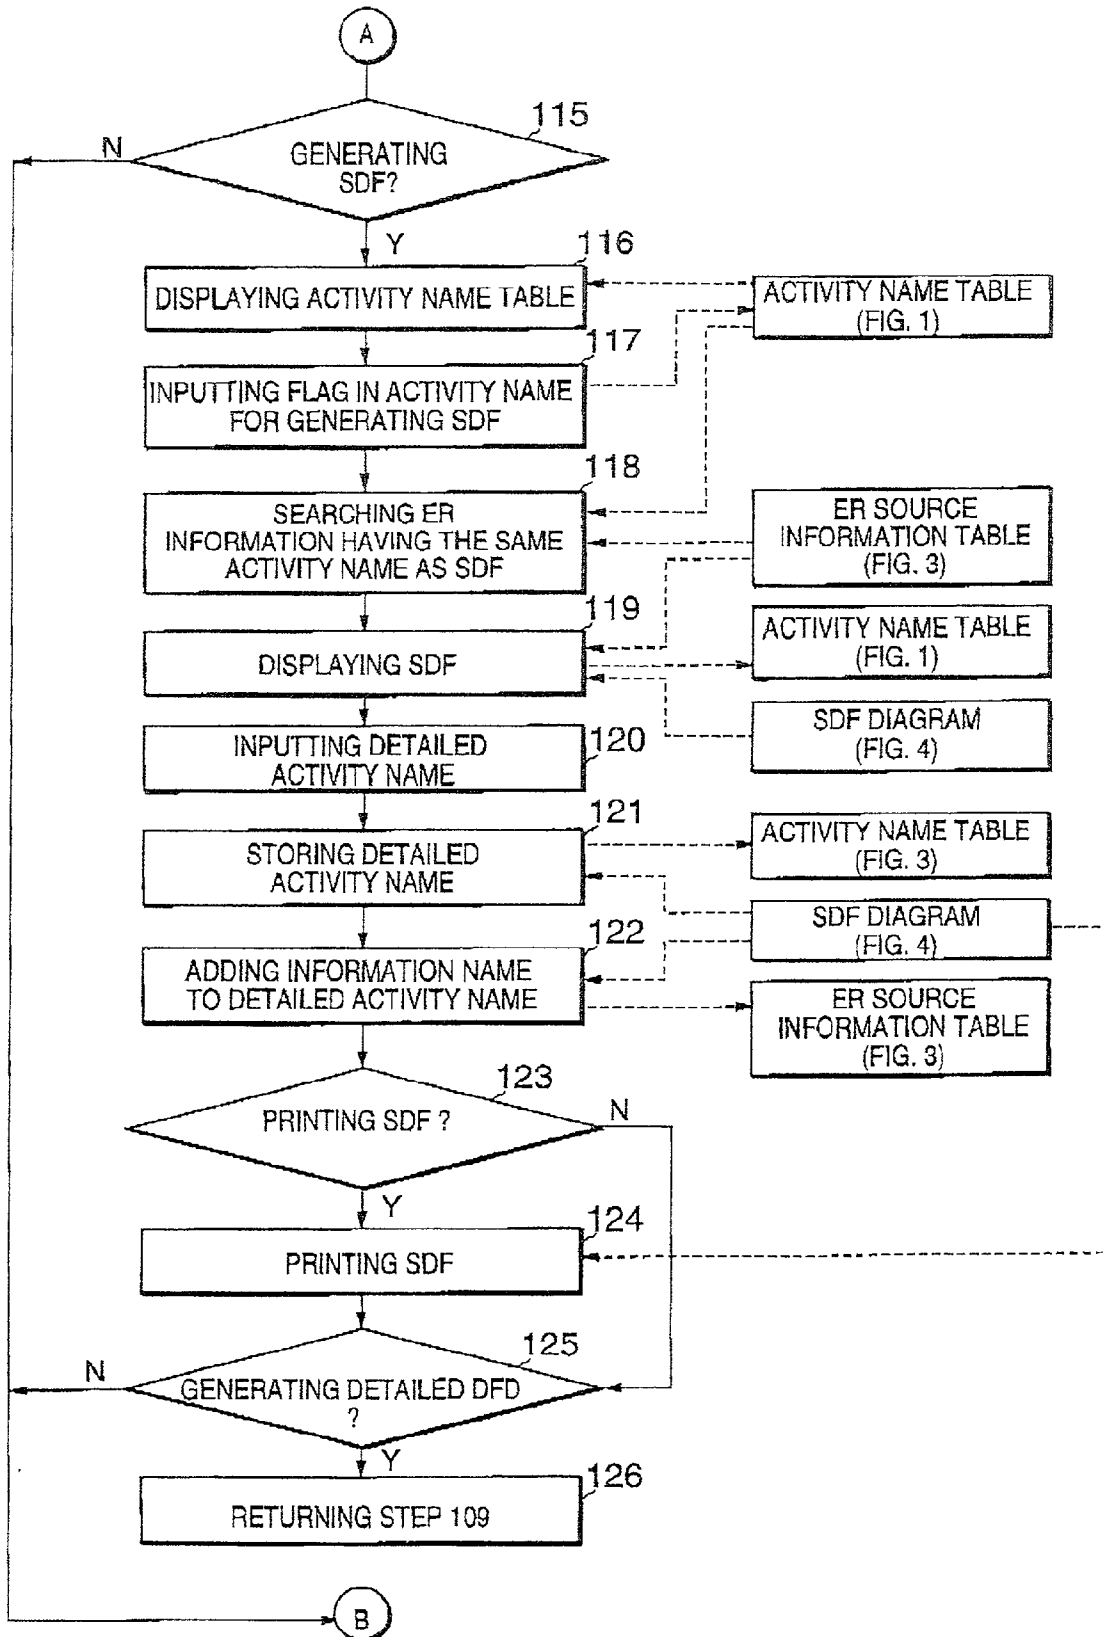 A
115
N
GENERATING
SDF?
Y
116
DISPLAYING ACTIVITY NAME TABLE
ACTIVITY NAME TABLE
(FIG. 1)
117
INPUTTING FLAG IN ACTIVITY NAME
FOR GENERATING SDF
118
SEARCHING ER
INFORMATION HAVING THE SAME
ACTIVITY NAME AS SDF
ER SOURCE
INFORMATION TABLE
(FIG. 3)
119
DISPLAYING SDF
ACTIVITY NAME TABLE
(FIG. 1)
SDF DIAGRAM
(FIG. 4)
120
INPUTTING DETAILED
ACTIVITY NAME
121
STORING DETAILED
ACTIVITY NAME
ACTIVITY NAME TABLE
(FIG. 3)
SDF DIAGRAM
(FIG. 4)
122
ADDING INFORMATION NAME
TO DETAILED ACTIVITY NAME
ER SOURCE
INFORMATION TABLE
(FIG. 3)
123
PRINTING SDF ?
N
Y
124
PRINTING SDF
125
N
GENERATING DETAILED DFD
?
Y
126
RETURNING STEP 109
B